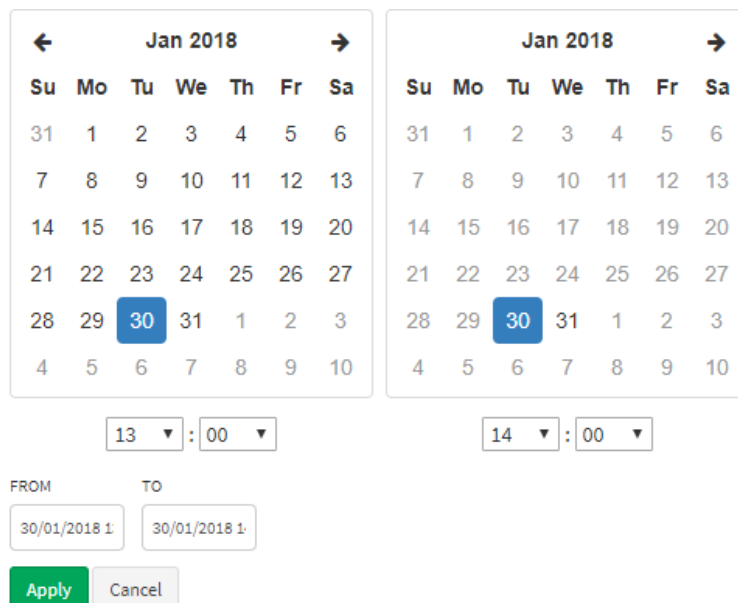 Jan 2018 Jan 2018
Su Mo Tu We Th Fr Sa Su Mo Tu We Th Fr Sa
31 1 2 3 4 5 6 31 1 2 3 4 5 6
7 8 9 10 11 12 13 7 8 9 10 11 12 13
14 15 16 17 18 19 20 14 15 16 17 18 19 20
21 22 23 24 25 26 27 21 22 23 24 25 26 27
28 29 30 31 1 2 3 28 29 30 31 1 2 3
4 5 6 7 8 9 10 4 5 6 7 8 9 10
13 : 00 14 : 00
FROM TO
30/01/2018 30/01/2018
Apply Cancel